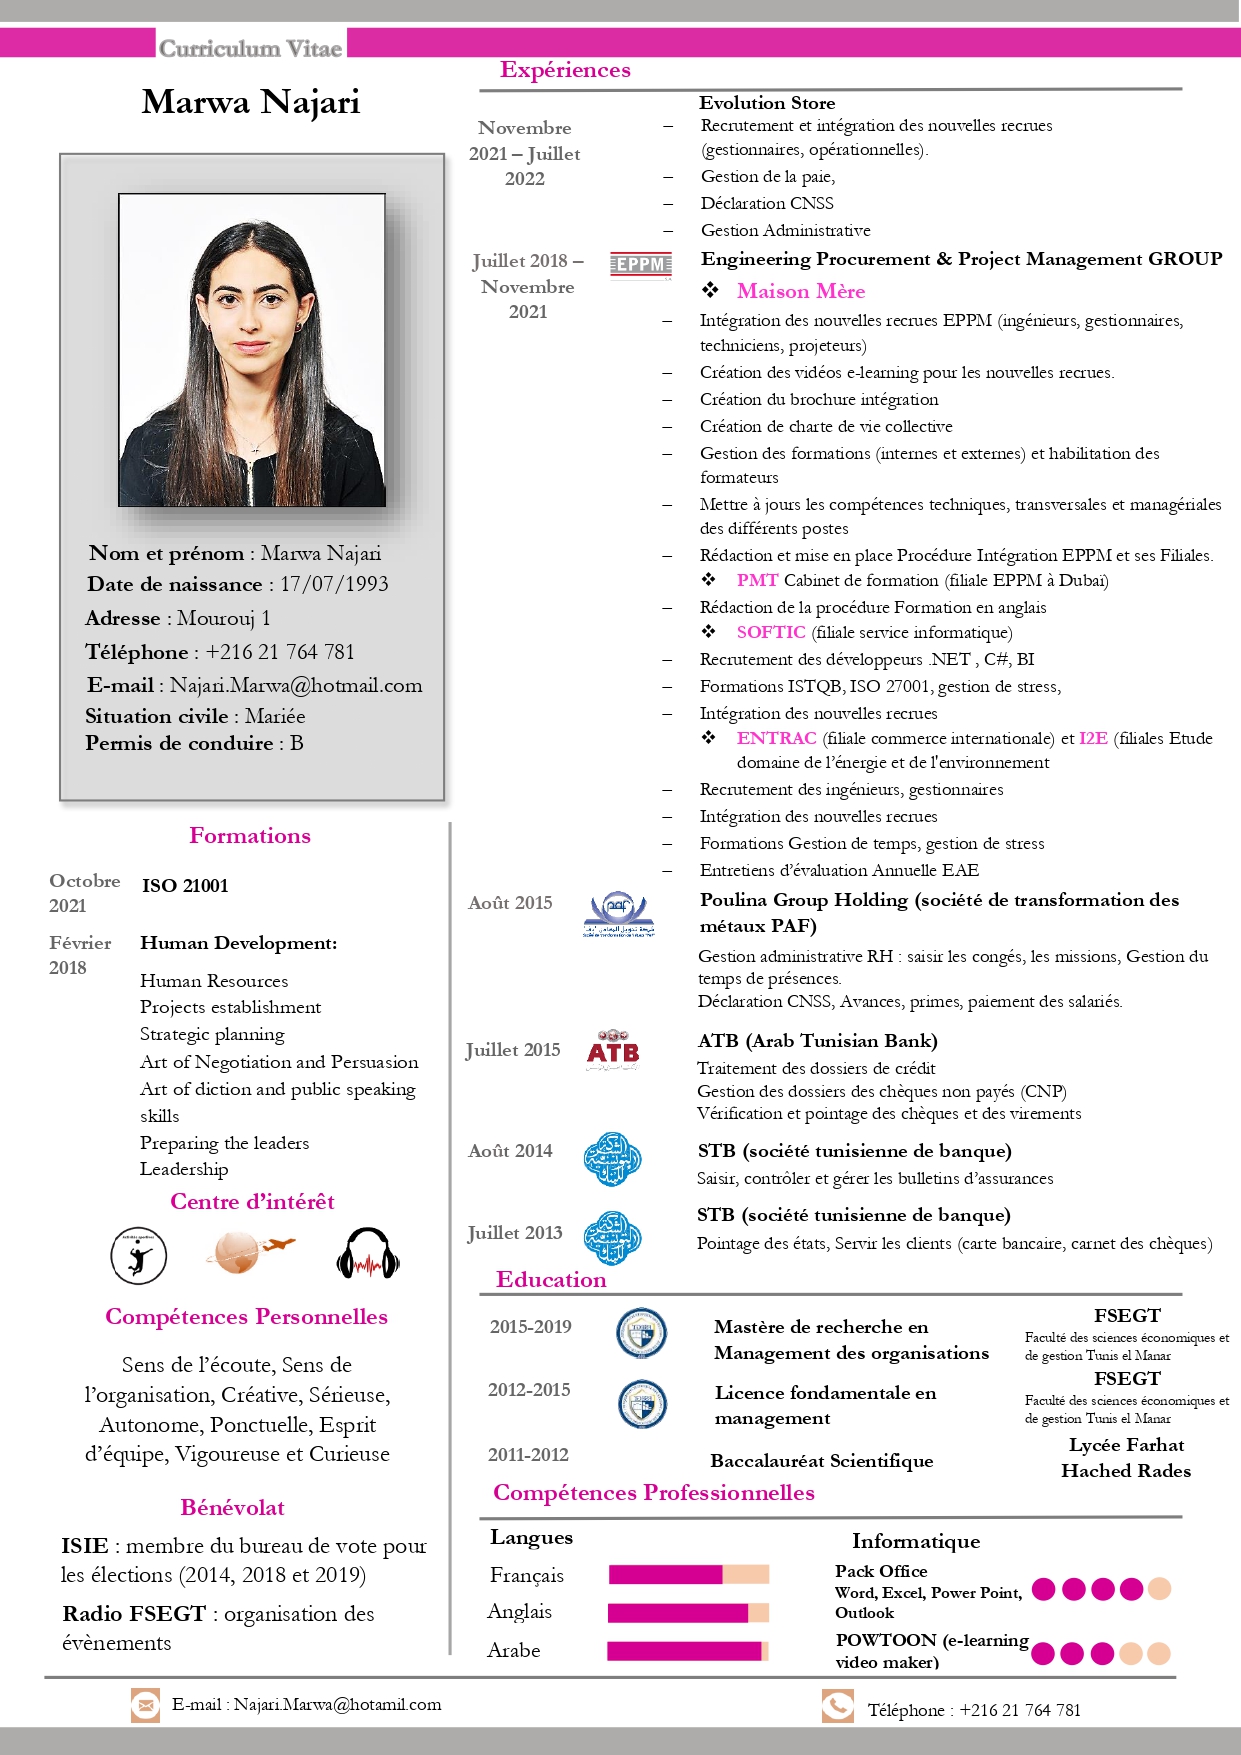 Curriculum Vitae
Marwa Najari
Nom et prénom : Marwa Najari
Date de naissance : 17/07/1993
Adresse : Mourouj 1
Téléphone : +216 21 764 781
E-mail : Najari.Marwa@hotmail.com
Situation civile : Mariée
Permis de conduire : B
Formations
Octobre 2021
ISO 21001
Février 2018
Human Development:
Human Resources
Projects establishment
Strategic planning
Art of Negotiation and Persuasion
Art of diction and public speaking
skills
Preparing the leaders
Leadership
Centre d’intérêt
Compétences Personnelles
Sens de l’écoute, Sens de
l’organisation, Créative, Sérieuse,
Autonome, Ponctuelle, Esprit
d’équipe, Vigoureuse et Curieuse
Bénévolat
ISIE : membre du bureau de vote pour
les élections (2014, 2018 et 2019)
Radio FSEGT : organisation des
évènements
Expériences
Novembre
2021 – Juillet
2022
Evolution Store
– Recrutement et intégration des nouvelles recrues
(gestionnaires, opérationnelles).
– Gestion de la paie,
– Déclaration CNSS
– Gestion Administrative
Juillet 2018 –
Novembre
2021
EPPM
Engineering Procurement & Project Management GROUP
❖ Maison Mère
– Intégration des nouvelles recrues EPPM (ingénieurs, gestionnaires,
techniciens, projeteurs)
– Création des vidéos e-learning pour les nouvelles recrues.
– Création du brochure intégration
– Création de charte de vie collective
– Gestion des formations (internes et externes) et habilitation des
formateurs
– Mettre à jours les compétences techniques, transversales et managériales
des différents postes
– Rédaction et mise en place Procédure Intégration EPPM et ses Filiales.
❖ PMT Cabinet de formation (filiale EPPM à Dubaï)
– Rédaction de la procédure Formation en anglais
❖ SOFTIC (filiale service informatique)
– Recrutement des développeurs .NET , C#, BI
– Formations ISTQB, ISO 27001, gestion de stress,
– Intégration des nouvelles recrues
❖ ENTRAC (filiale commerce internationale) et I2E (filiales Etude
domaine de l’énergie et de l'environnement
– Recrutement des ingénieurs, gestionnaires
– Intégration des nouvelles recrues
– Formations Gestion de temps, gestion de stress
– Entretiens d’évaluation Annuelle EAE
Août 2015
Poulina Group Holding (société de transformation des
métaux PAF)
Gestion administrative RH : saisir les congés, les missions, Gestion du
temps de présences.
Déclaration CNSS, Avances, primes, paiement des salariés.
Juillet 2015
ATB
ATB (Arab Tunisian Bank)
Traitement des dossiers de crédit
Gestion des dossiers des chèques non payés (CNP)
Vérification et pointage des chèques et des virements
Août 2014
STB (société tunisienne de banque)
Saisir, contrôler et gérer les bulletins d’assurances
Juillet 2013
STB (société tunisienne de banque)
Pointage des états, Servir les clients (carte bancaire, carnet des chèques)
Education
2015-2019
Mastère de recherche en
Management des organisations
FSEGT
Faculté des sciences économiques et
de gestion Tunis el Manar
2012-2015
Licence fondamentale en
management
FSEGT
Faculté des sciences économiques et
de gestion Tunis el Manar
2011-2012
Baccalauréat Scientifique
Lycée Farhat
Hached Rades
Compétences Professionnelles
Langues
Français
Anglais
Arabe
Informatique
Pack Office
Word, Excel, Power Point,
Outlook
POWTOON (e-learning
video maker)
E-mail : Najari.Marwa@hotamil.com
Téléphone : +216 21 764 781